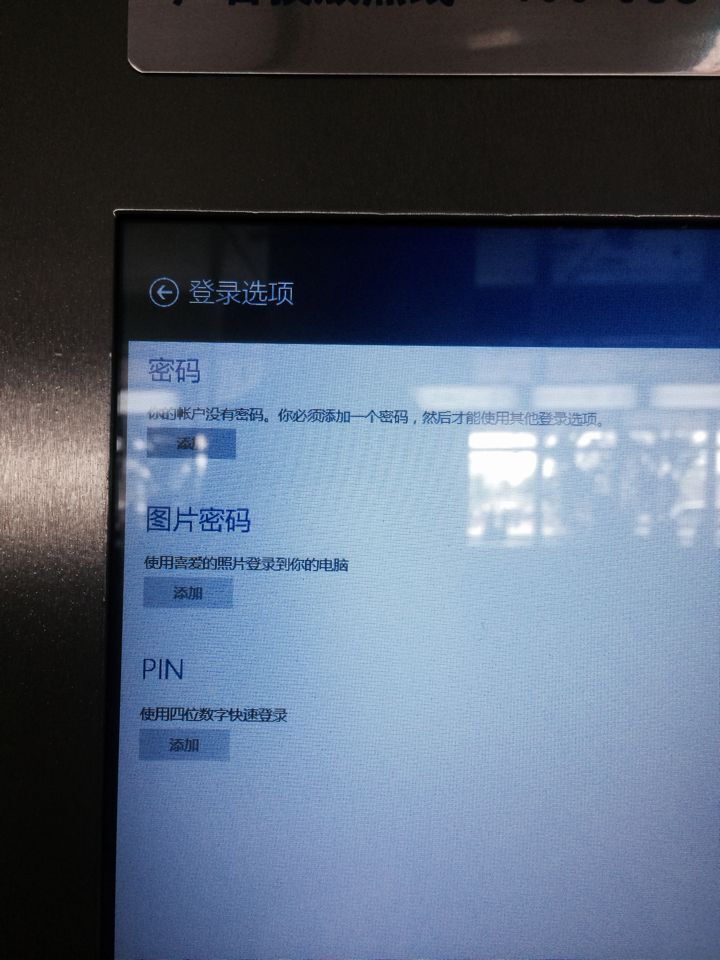 登录选项
密码
你的帐户没有密码。你必须添加一个密码，然后才能使用其他登录选项。
添加
图片密码
使用喜爱的照片登录到你的电脑
添加
PIN
使用四位数字快速登录
添加